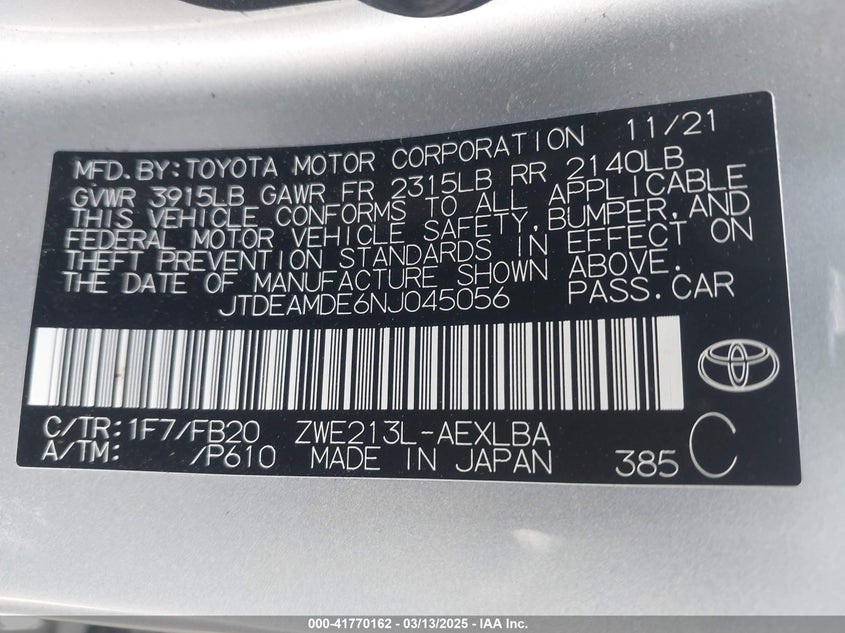 MFD.BY:TOYOTA MOTOR CORPORATION 11/21
GVWR 3915LB GAWR FR 2315LB RR 2140LB
THIS VEHICLE CONFORMS TO ALL APPLICABLE
FEDERAL MOTOR VEHICLE SAFETY,BUMPER,AND
THEFT PREVENTION STANDARDS IN EFFECT ON
THE DATE OF MANUFACTURE SHOWN ABOVE.
JTDEAMDE6NJ045056 PASS.CAR
C/TR:1F7/FB20 ZWE213L-AEXLBA
A/TM: /P610 MADE IN JAPAN 385 C
000-41770162 - 03/13/2025 - IAA Inc.